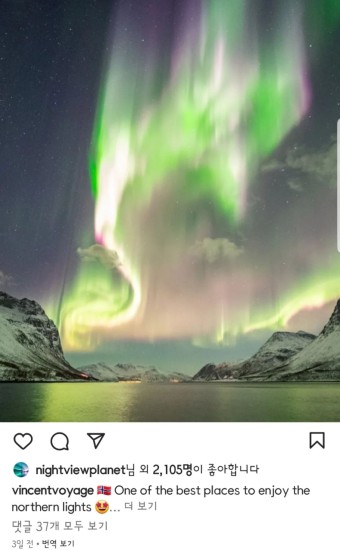 nightviewplanet님 외 2,105명이 좋아합니다
vincentvoyage 🇳🇴 One of the best places to enjoy the
northern lights 🤩... 더 보기
댓글 37개 모두 보기
3일 전 • 번역 보기